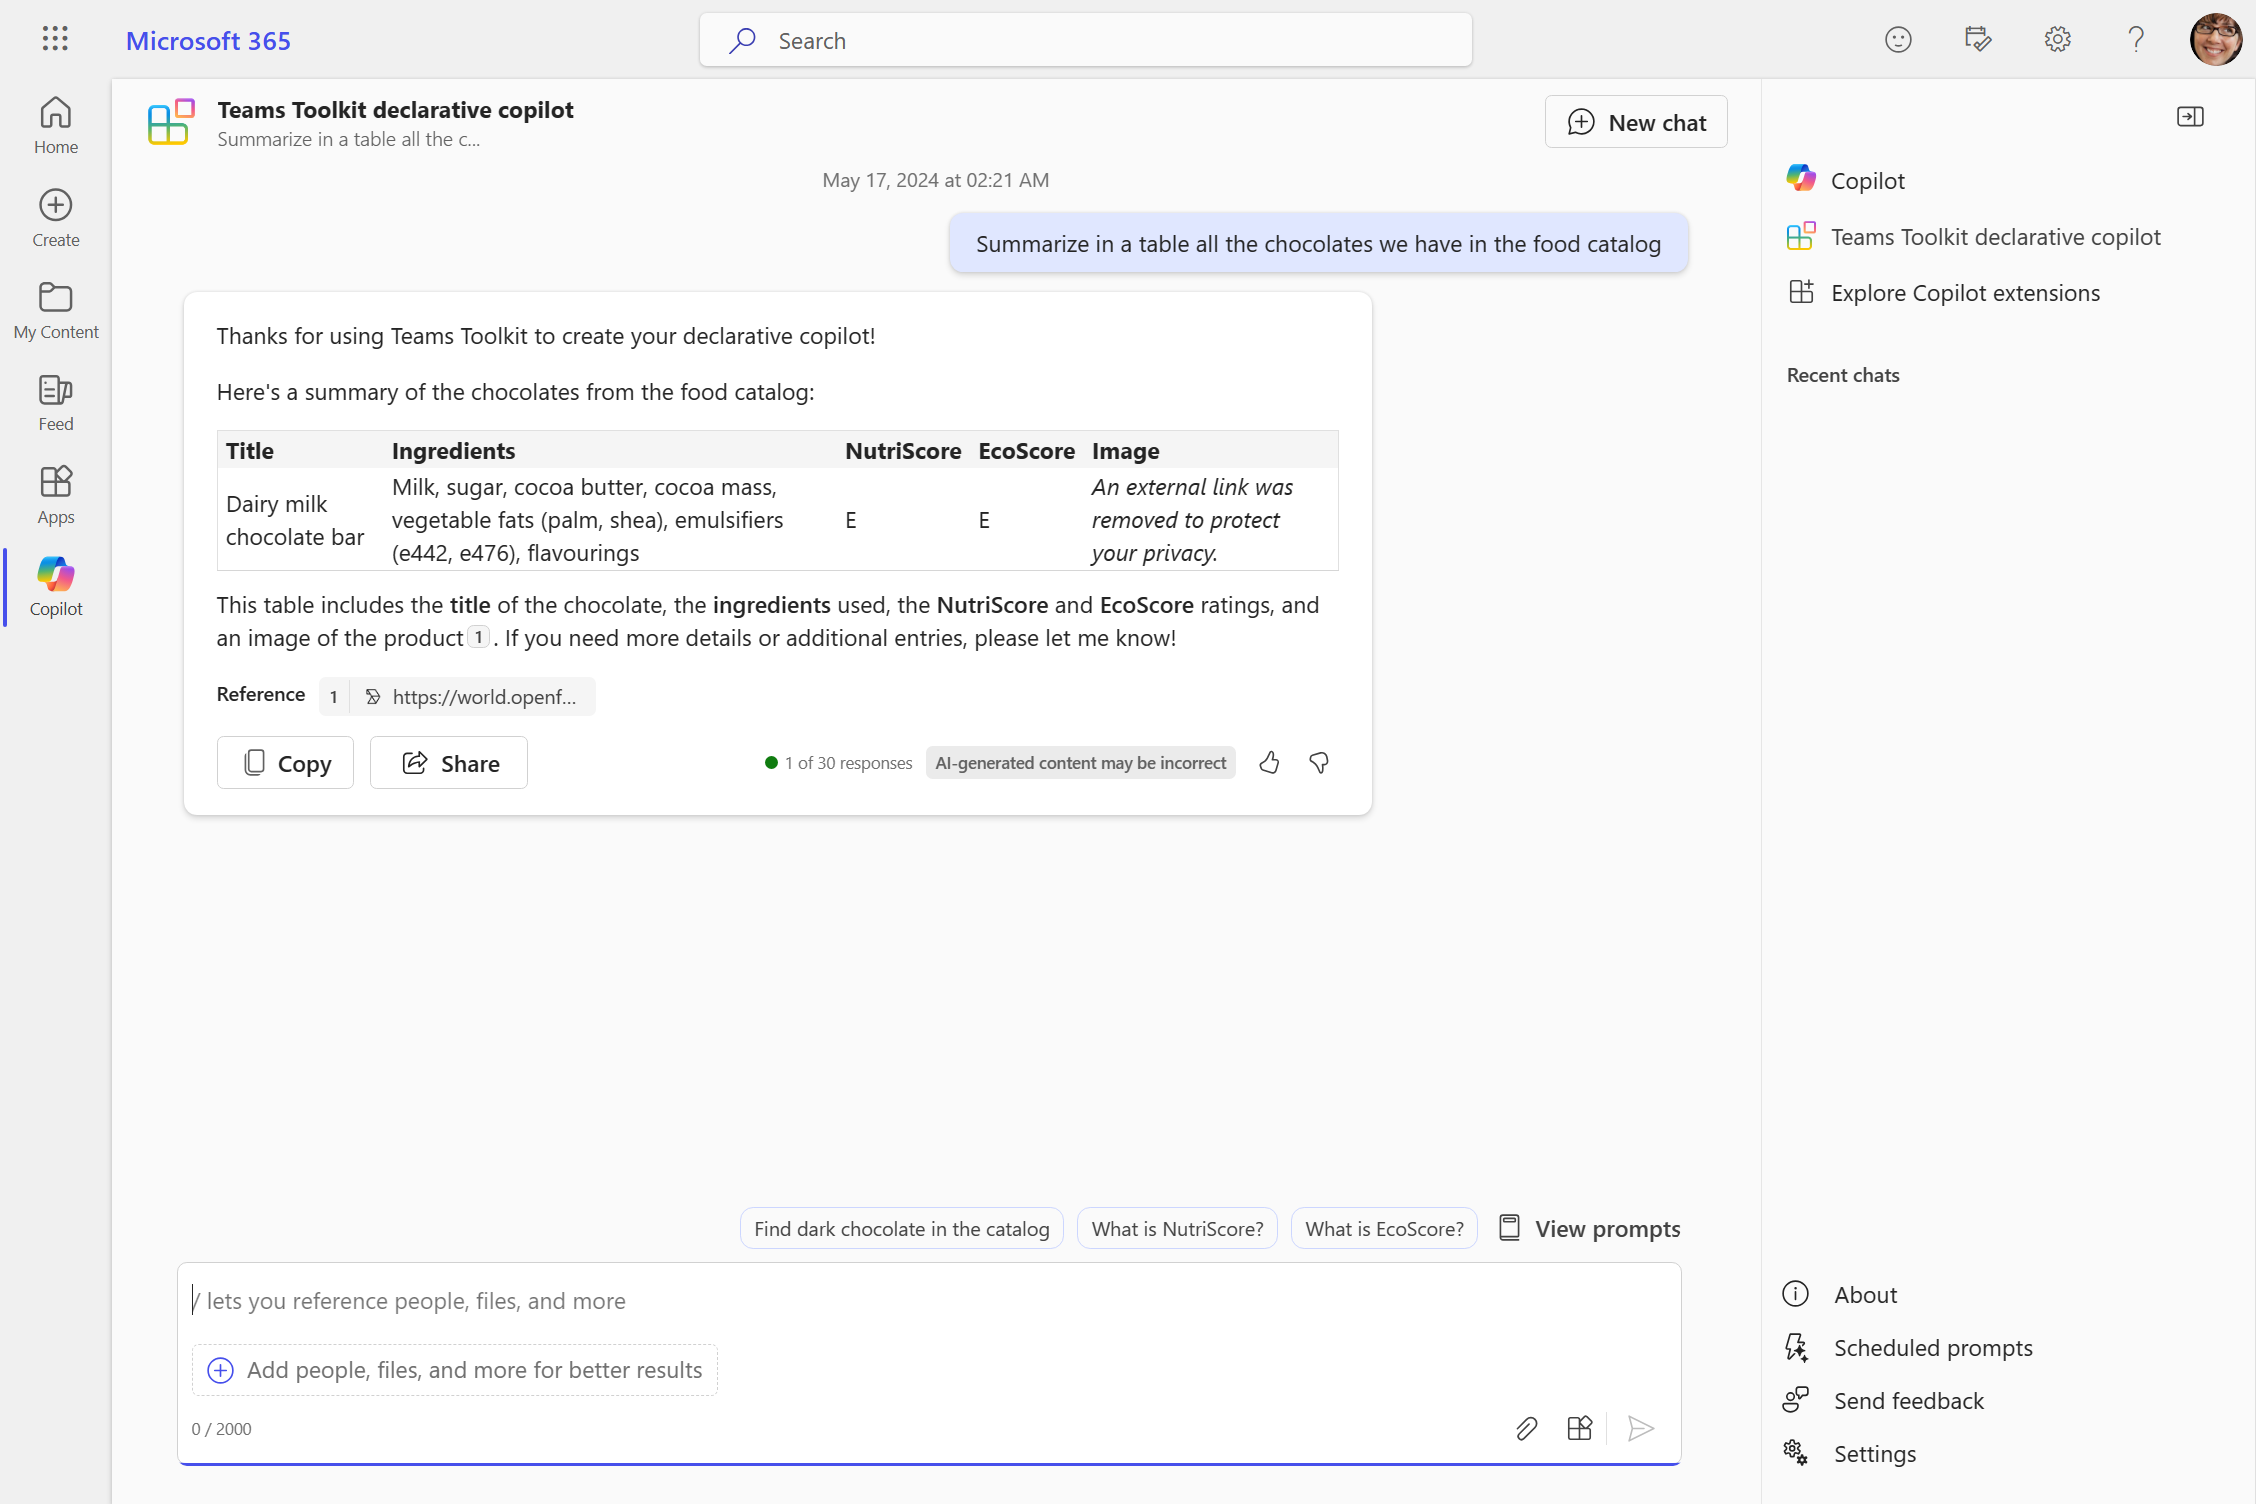 Microsoft 365
Search
Home
Create
My Content
Feed
Apps
Copilot
Teams Toolkit declarative copilot
Summarize in a table all the c...
New chat
May 17, 2024 at 02:21 AM
Summarize in a table all the chocolates we have in the food catalog
Thanks for using Teams Toolkit to create your declarative copilot!
Here's a summary of the chocolates from the food catalog:
Title Ingredients NutriScore EcoScore Image
Dairy milk
chocolate bar
Milk, sugar, cocoa butter, cocoa mass,
vegetable fats (palm, shea), emulsifiers
(e442, e476), flavourings
E
E
An external link was
removed to protect
your privacy.
This table includes the title of the chocolate, the ingredients used, the NutriScore and EcoScore ratings, and
an image of the product 1 . If you need more details or additional entries, please let me know!
Reference 1 https://world.openf...
Copy
Share
1 of 30 responses
AI-generated content may be incorrect
Find dark chocolate in the catalog
What is NutriScore?
What is EcoScore?
View prompts
/ lets you reference people, files, and more
Add people, files, and more for better results
0 / 2000
Copilot
Teams Toolkit declarative copilot
Explore Copilot extensions
Recent chats
About
Scheduled prompts
Send feedback
Settings